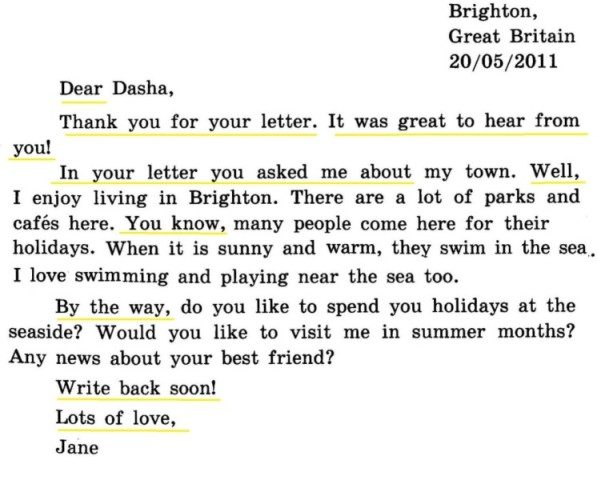 Brighton,
Great Britain
20/05/2011
Dear Dasha,
Thank you for your letter. It was great to hear from
you!
In your letter you asked me about my town. Well,
I enjoy living in Brighton. There are a lot of parks and
cafés here. You know, many people come here for their
holidays. When it is sunny and warm, they swim in the sea.
I love swimming and playing near the sea too.
By the way, do you like to spend you holidays at the
seaside? Would you like to visit me in summer months?
Any news about your best friend?
Write back soon!
Lots of love,
Jane